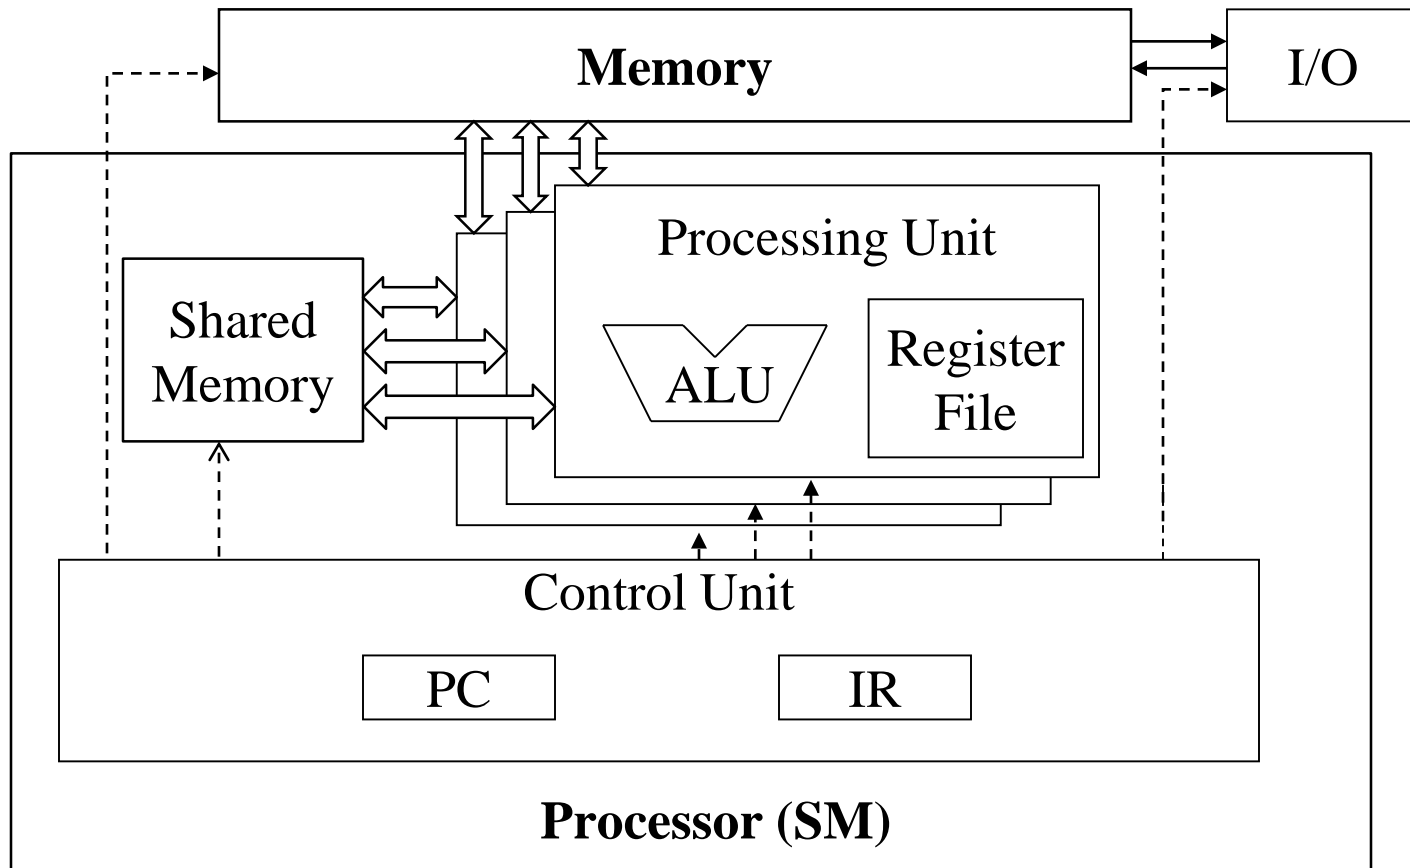 Memory
I/O
Processing Unit
Shared
Memory
ALU
Register
File
Control Unit
PC
IR
Processor (SM)